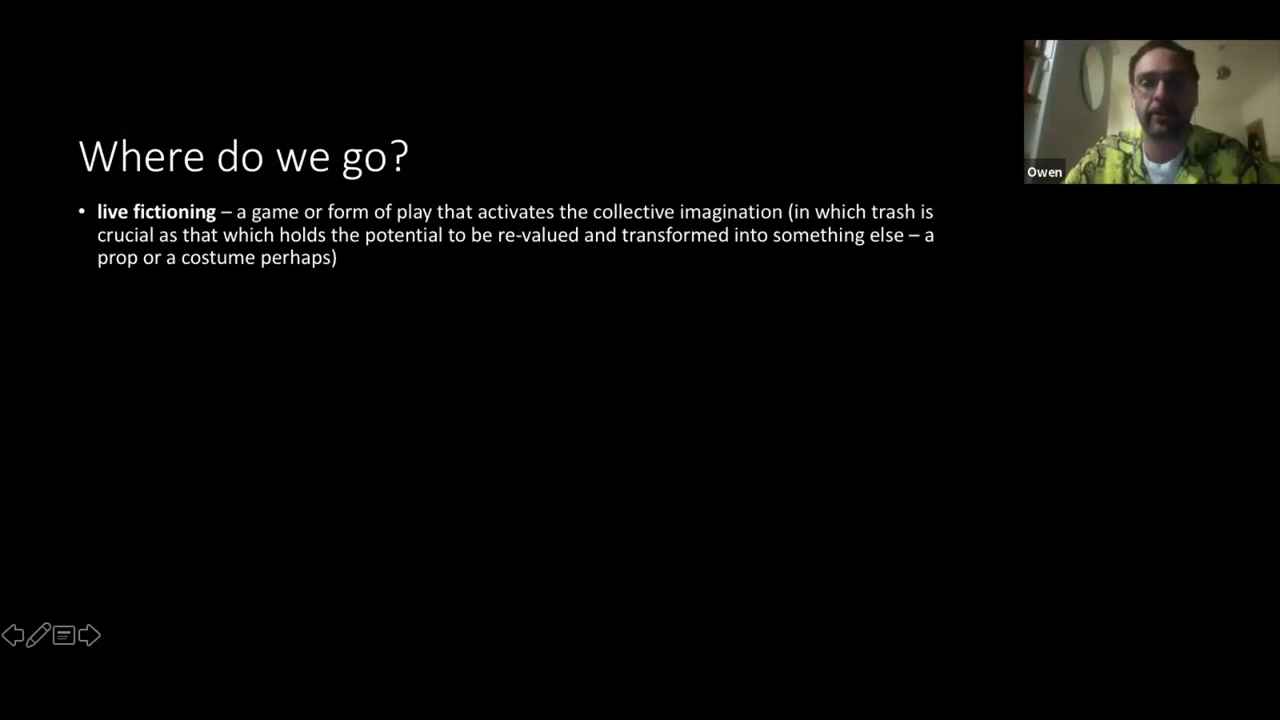 Where do we go?
• live fictioning – a game or form of play that activates the collective imagination (in which trash is
crucial as that which holds the potential to be re-valued and transformed into something else – a
prop or a costume perhaps)
Owen